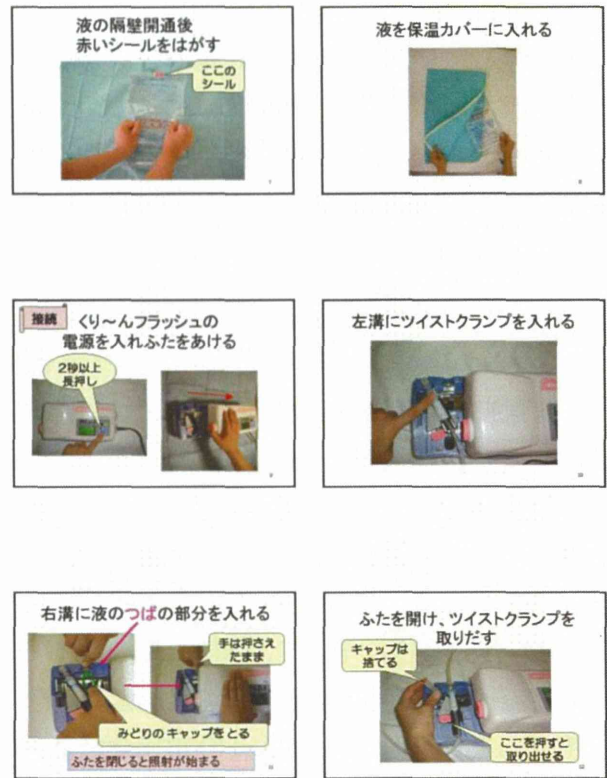 液の隔壁開通後
赤いシールをはがす
ここの
シール
7
液を保温カバーに入れる
8
接続
くり～んフラッシュの
電源を入れふたをあける
2秒以上
長押し
9
左溝にツイストクランプを入れる
10
右溝に液のつばの部分を入れる
手は押さえ
たまま
みどりのキャップをとる
ふたを閉じると照射が始まる
11
ふたを開け、ツイストクランプを
取りだす
キャップは
捨てる
ここを押すと
取り出せる
12